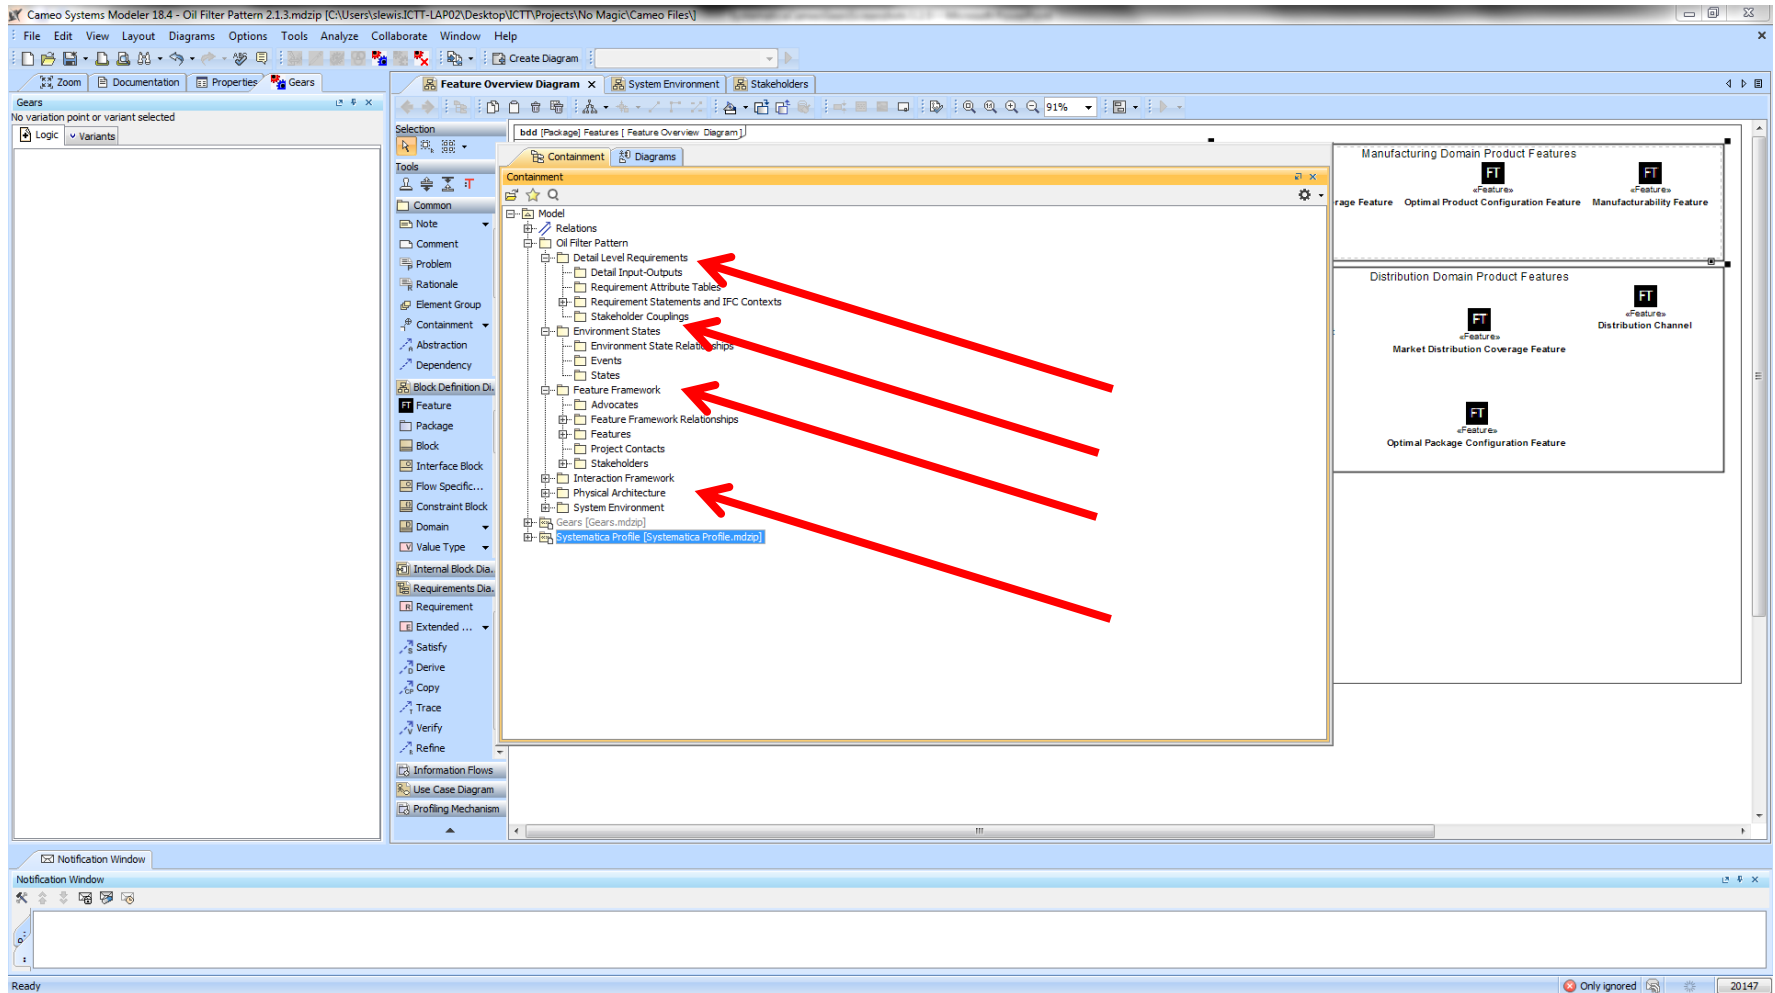 Cameo Systems Modeler 18.4 - Oil Filter Pattern 2.1.3.mdzip [C:\Users\slewis.ICTT-LAP02\Desktop\ICTT\Projects\No Magic\Cameo Files\]
File Edit View Layout Diagrams Options Tools Analyze Collaborate Window Help
Create Diagram
Zoom Documentation Properties Gears
Feature Overview Diagram System Environment Stakeholders
Gears
No variation point or variant selected
Logic Variants
91%
Selection
Tools
Common
Note
Comment
Problem
Rationale
Element Group
Containment
Abstraction
Dependency
Block Definition Di.
Feature
Package
Block
Interface Block
Flow Specific...
Constraint Block
Domain
Value Type
Internal Block Dia.
Requirements Dia.
Requirement
Extended ...
Satisfy
Derive
Copy
Trace
Verify
Refine
Information Flows
Use Case Diagram
Profiling Mechanism
bdd [Package] Features [ Feature Overview Diagram ]
Containment Diagrams
Containment
Model
Relations
Oil Filter Pattern
Detail Level Requirements
Detail Input-Outputs
Requirement Attribute Tables
Requirement Statements and IFC Contexts
Stakeholder Couplings
Environment States
Environment State Relationships
Events
States
Feature Framework
Advocates
Feature Framework Relationships
Features
Project Contacts
Stakeholders
Interaction Framework
Physical Architecture
System Environment
Gears [Gears.mdzip]
Systematica Profile [Systematica Profile.mdzip]
Manufacturing Domain Product Features
FT FT
«Feature» «Feature»
rage Feature Optimal Product Configuration Feature Manufacturability Feature
Distribution Domain Product Features
FT
«Feature»
Distribution Channel
FT
«Feature»
Market Distribution Coverage Feature
FT
«Feature»
Optimal Package Configuration Feature
Notification Window
Notification Window
Ready
Only ignored
20147